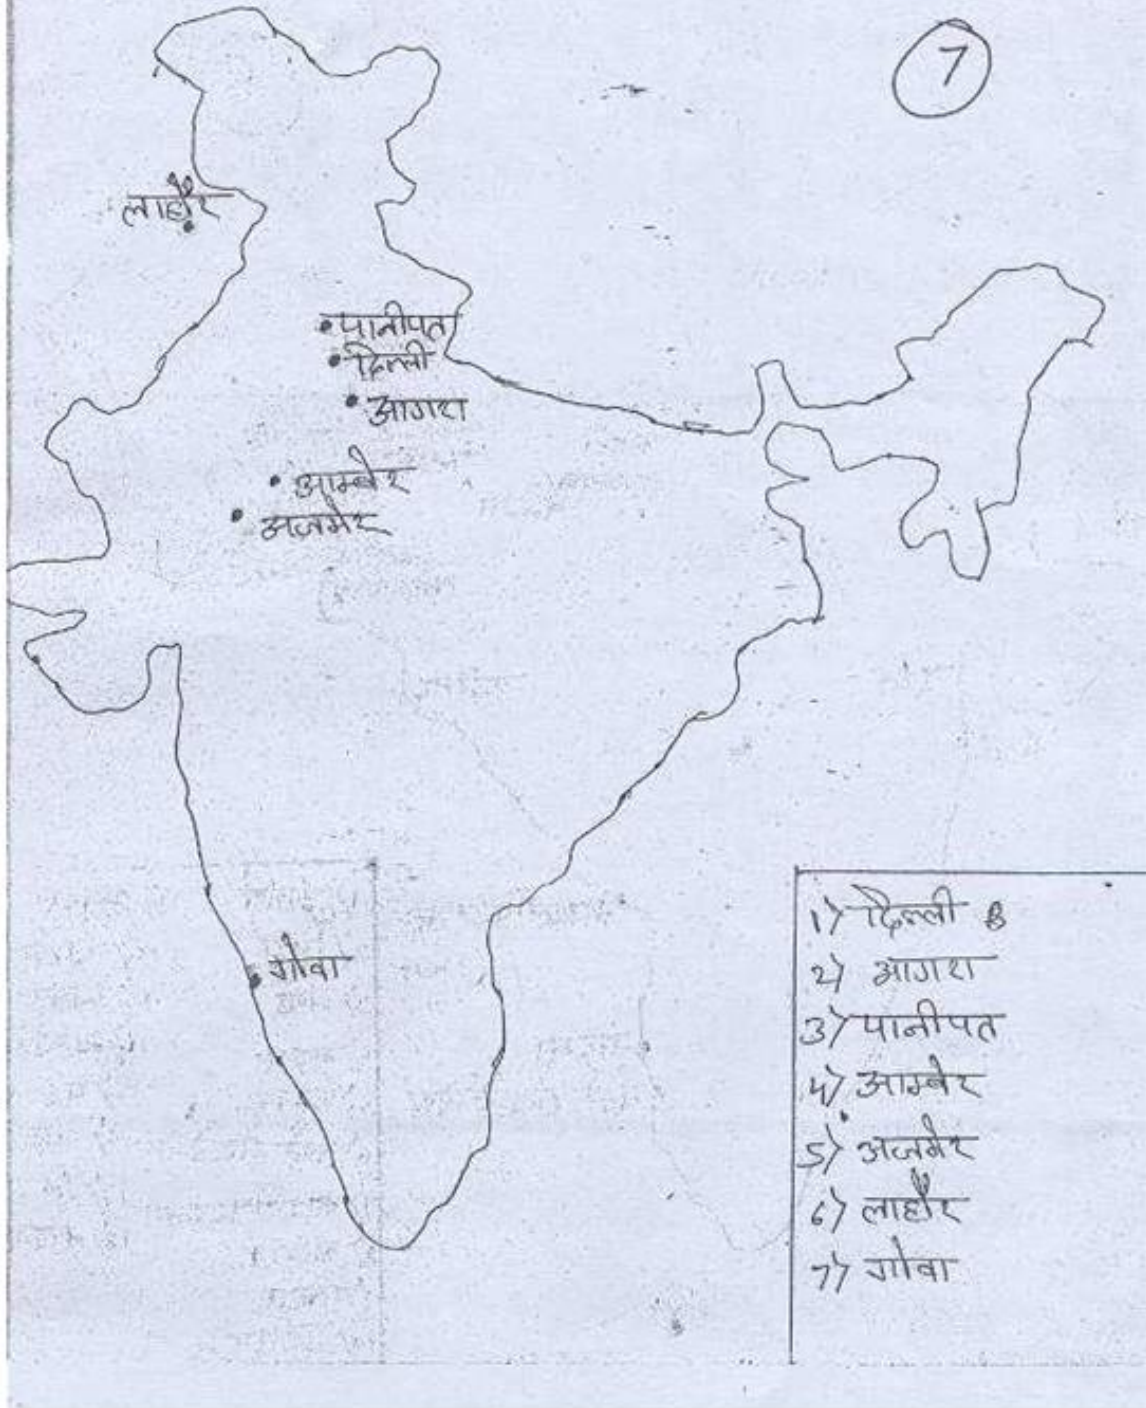 7
लाहौर
पानीपत
दिल्ली
आगरा
आम्बेर
अजमेर
गोवा
1) दिल्ली
2) आगरा
3) पानीपत
4) आम्बेर
5) अजमेर
6) लाहौर
7) गोवा